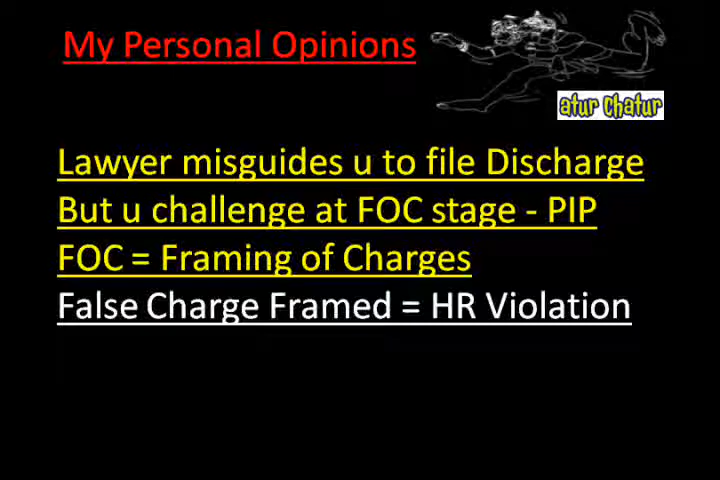 My Personal Opinions
atur chatur
Lawyer misguides u to file Discharge
But u challenge at FOC stage - PIP
FOC = Framing of Charges
False Charge Framed = HR Violation